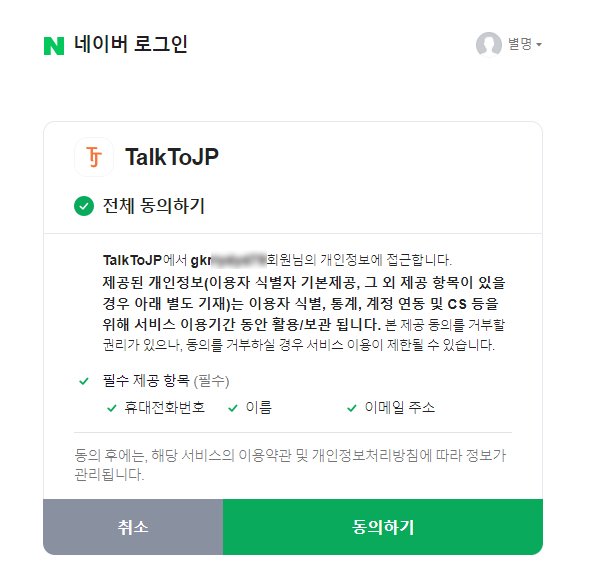 네이버 로그인
별명
TalkToJP
전체 동의하기
TalkToJP에서 gkr 회원님의 개인정보에 접근합니다.
제공된 개인정보(이용자 식별자 기본제공, 그 외 제공 항목이 있을
경우 아래 별도 기재)는 이용자 식별, 통계, 계정 연동 및 CS 등을
위해 서비스 이용기간 동안 활용/보관 됩니다. 본 제공 동의를 거부할
권리가 있으나, 동의를 거부하실 경우 서비스 이용이 제한될 수 있습니다.
필수 제공 항목 (필수)
휴대전화번호 이름 이메일 주소
동의 후에는, 해당 서비스의 이용약관 및 개인정보처리방침에 따라 정보가
관리됩니다.
취소 동의하기